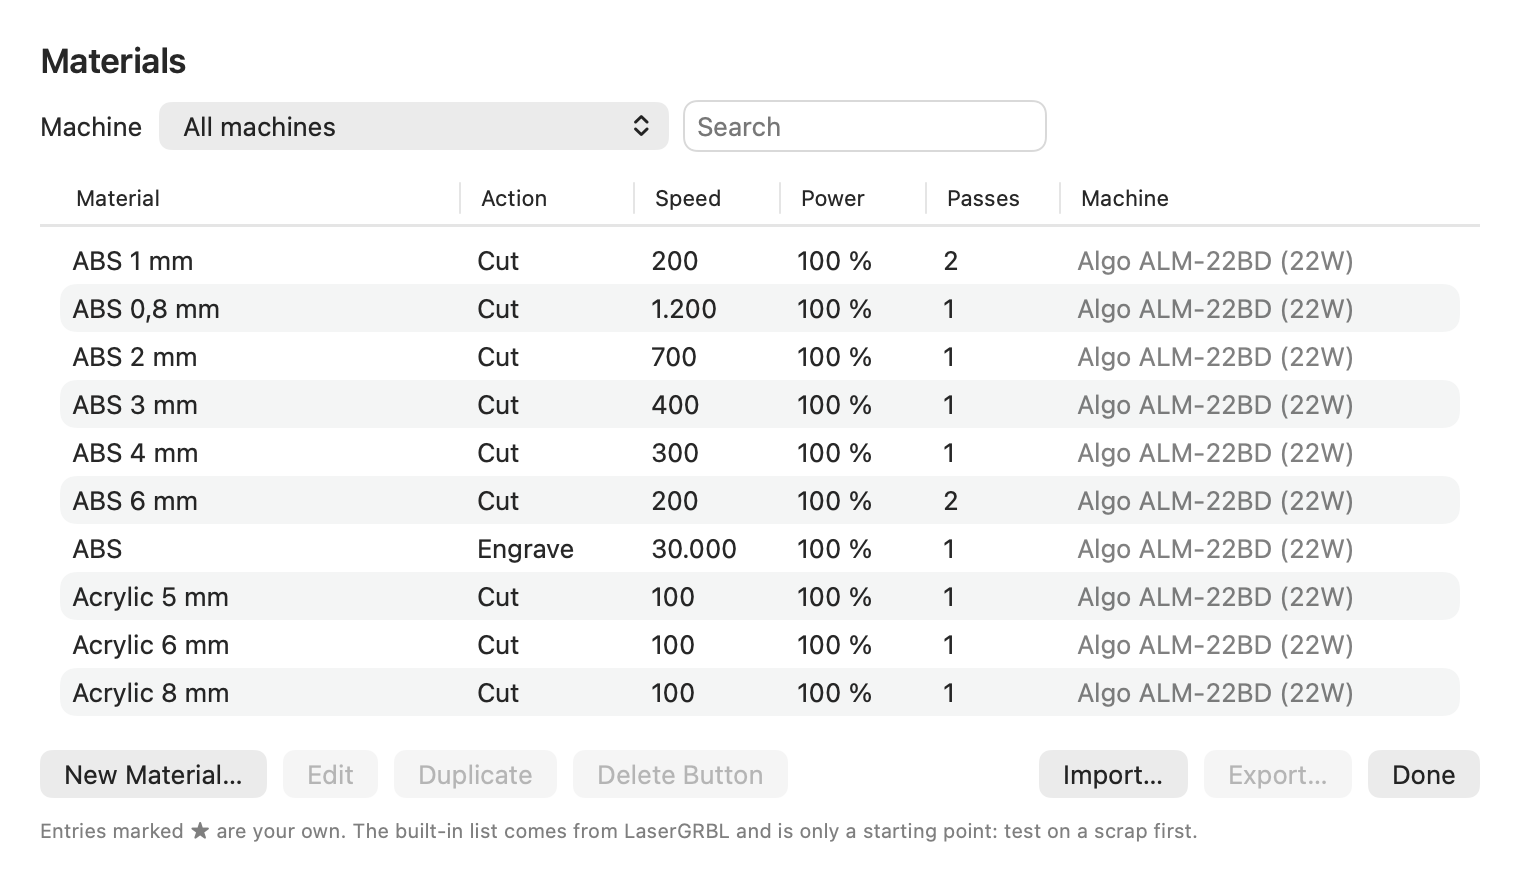 Materials
Machine All machines Search
Material Action Speed Power Passes Machine
ABS 1 mm Cut 200 100 % 2 Algo ALM-22BD (22W)
ABS 0,8 mm Cut 1.200 100 % 1 Algo ALM-22BD (22W)
ABS 2 mm Cut 700 100 % 1 Algo ALM-22BD (22W)
ABS 3 mm Cut 400 100 % 1 Algo ALM-22BD (22W)
ABS 4 mm Cut 300 100 % 1 Algo ALM-22BD (22W)
ABS 6 mm Cut 200 100 % 2 Algo ALM-22BD (22W)
ABS Engrave 30.000 100 % 1 Algo ALM-22BD (22W)
Acrylic 5 mm Cut 100 100 % 1 Algo ALM-22BD (22W)
Acrylic 6 mm Cut 100 100 % 1 Algo ALM-22BD (22W)
Acrylic 8 mm Cut 100 100 % 1 Algo ALM-22BD (22W)
New Material... Edit Duplicate Delete Button Import... Export... Done
Entries marked ★ are your own. The built-in list comes from LaserGRBL and is only a starting point: test on a scrap first.